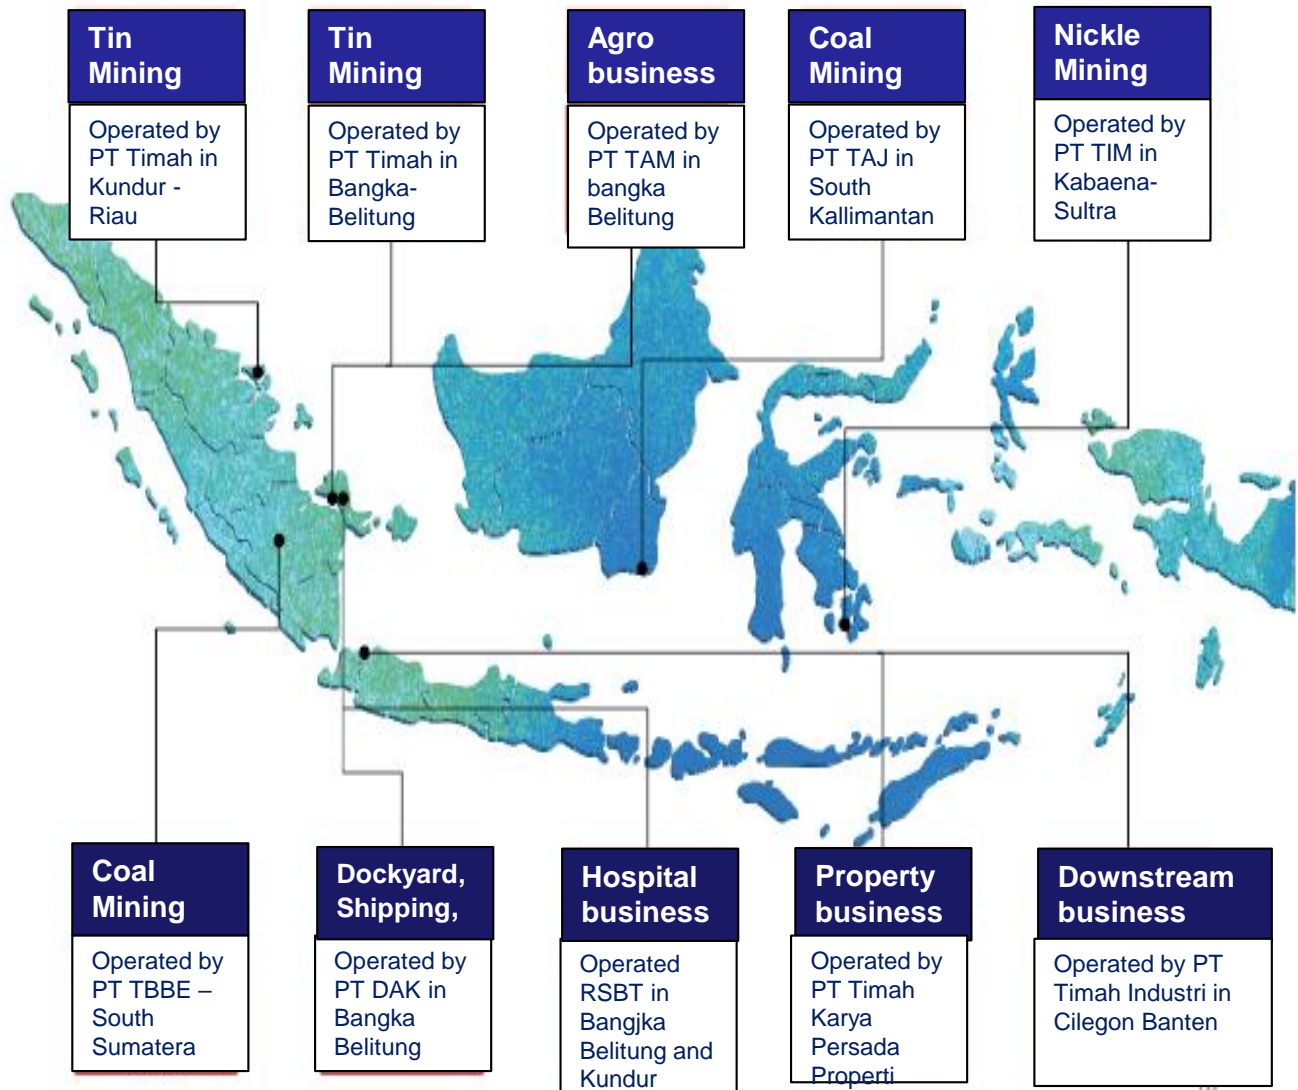 Tin
Mining
Operated by
PT Timah in
Kundur -
Riau
Tin
Mining
Operated by
PT Timah in
Bangka-
Belitung
Agro
business
Operated by
PT TAM in
bangka
Belitung
Coal
Mining
Operated by
PT TAJ in
South
Kallimantan
Nickle
Mining
Operated by
PT TIM in
Kabaena-
Sultra
Coal
Mining
Operated by
PT TBBE –
South
Sumatera
Dockyard,
Shipping,
Operated by
PT DAK in
Bangka
Belitung
Hospital
business
Operated
RSBT in
Bangjka
Belitung and
Kundur
Property
business
Operated by
PT Timah
Karya
Persada
Properti
Downstream
business
Operated by PT
Timah Industri in
Cilegon Banten